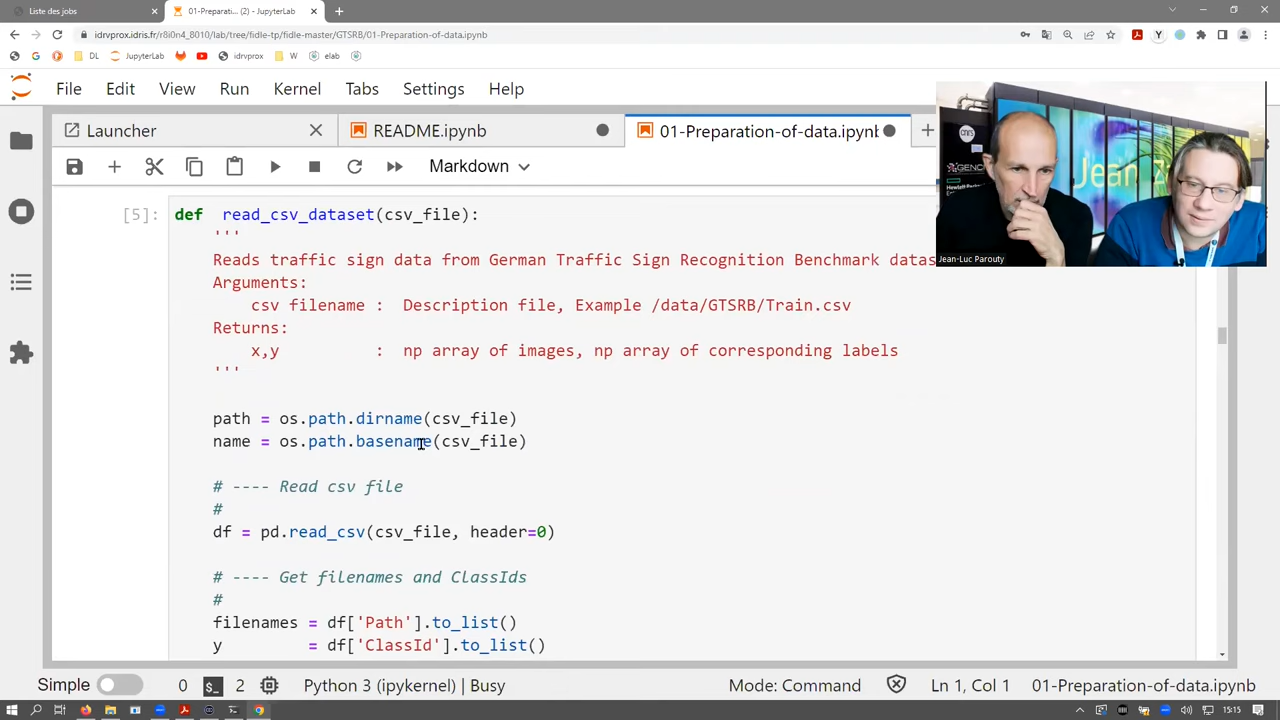 Liste des jobs
01-Preparati... (2) - JupyterLab
idrvprox.idris.fr/r8i0n4_8010/lab/tree/fidle-tp/fidle-master/GTSRB/01-Preparation-of-data.ipynb
DL JupyterLab idrvprox W elab
File Edit View Run Kernel Tabs Settings Help
Launcher
README.ipynb
01-Preparation-of-data.ipynl
Markdown
[5]:
def read_csv_dataset(csv_file):
'''
Reads traffic sign data from German Traffic Sign Recognition Benchmark datas
Arguments:
csv filename : Description file, Example /data/GTSRB/Train.csv
Returns:
x,y : np array of images, np array of corresponding labels
'''
path = os.path.dirname(csv_file)
name = os.path.basename(csv_file)
# ---- Read csv file
#
df = pd.read_csv(csv_file, header=0)
# ---- Get filenames and ClassIds
#
filenames = df['Path'].to_list()
y = df['ClassId'].to_list()
cnrs
GENCI
Hewlett Packard
Jean Z
Jean-Luc Parouty
Simple 0 2 Python 3 (ipykernel) | Busy Mode: Command Ln 1, Col 1 01-Preparation-of-data.ipynb
15:15